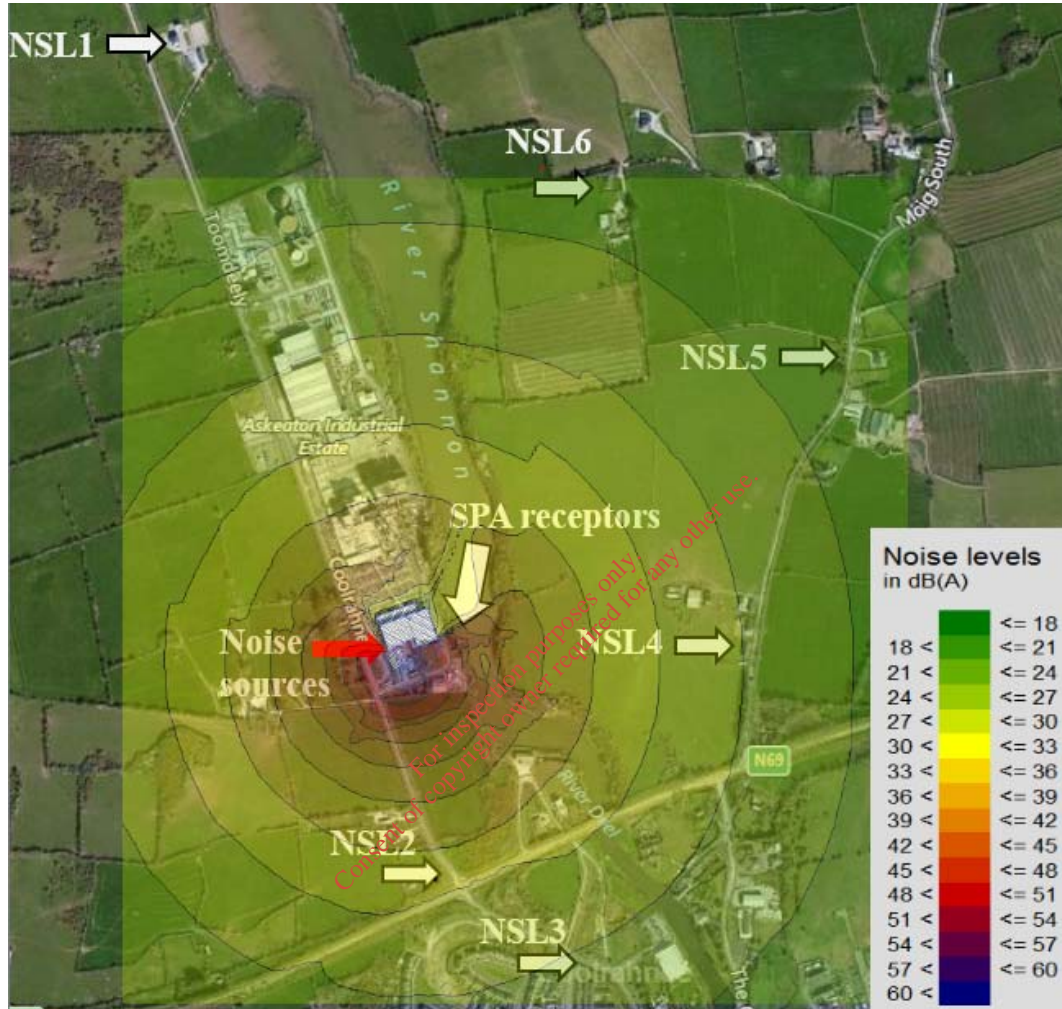 NSL1
NSL6
River Shannon
Moig South
Toomdeely
NSL5
Askeaton Industrial
Estate
SPA receptors
Noise
sources
NSL4
For inspection purposes only.
Consent of copyright owner required for any other use.
N69
River Deel
NSL2
NSL3
The
Noise levels
in dB(A)
<= 18
18 < <= 21
21 < <= 24
24 < <= 27
27 < <= 30
30 < <= 33
33 < <= 36
36 < <= 39
39 < <= 42
42 < <= 45
45 < <= 48
48 < <= 51
51 < <= 54
54 < <= 57
57 < <= 60
60 <